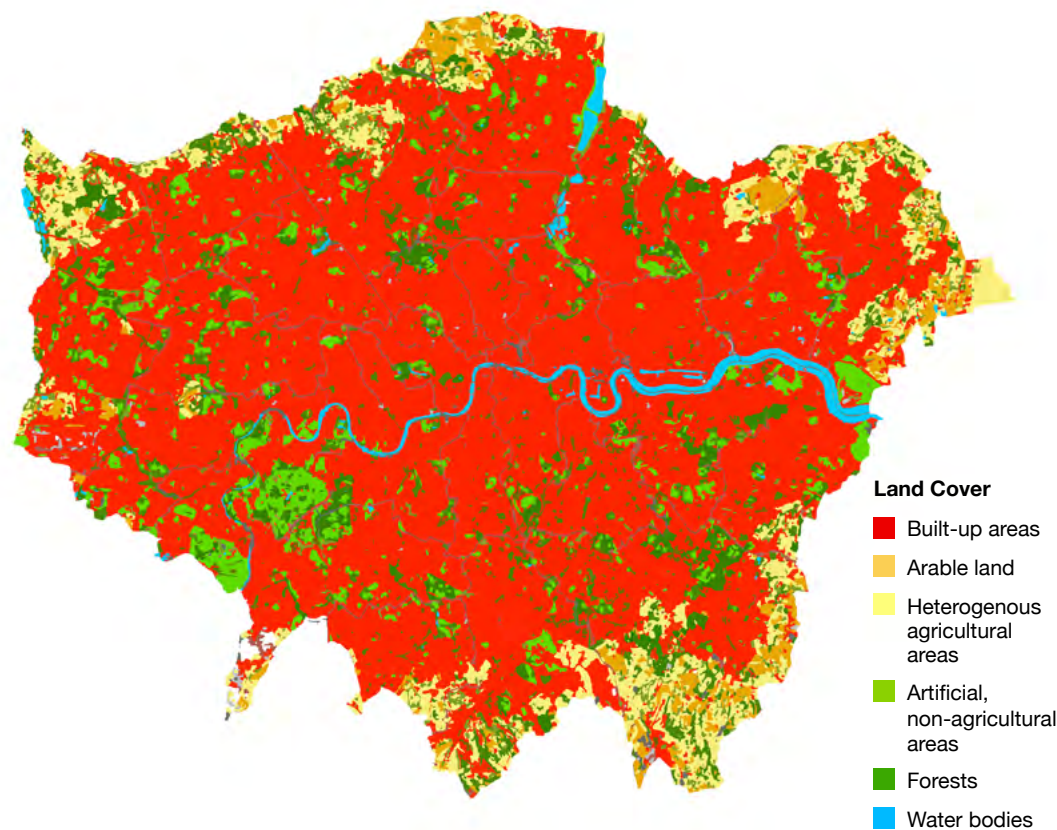 Land Cover
Built-up areas
Arable land
Heterogenous
agricultural
areas
Artificial,
non-agricultural
areas
Forests
Water bodies